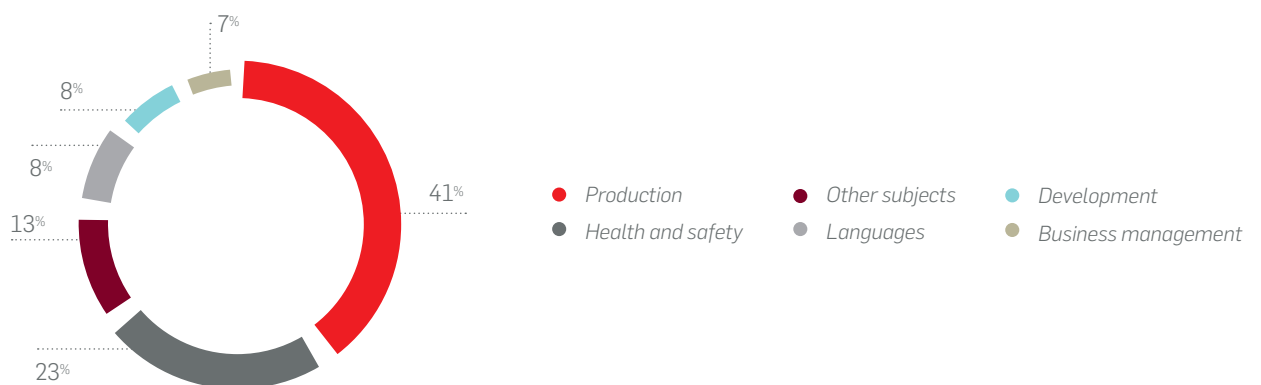 7%
8%
8%
13%
23%
41%
Production
Health and safety
Other subjects
Languages
Development
Business management